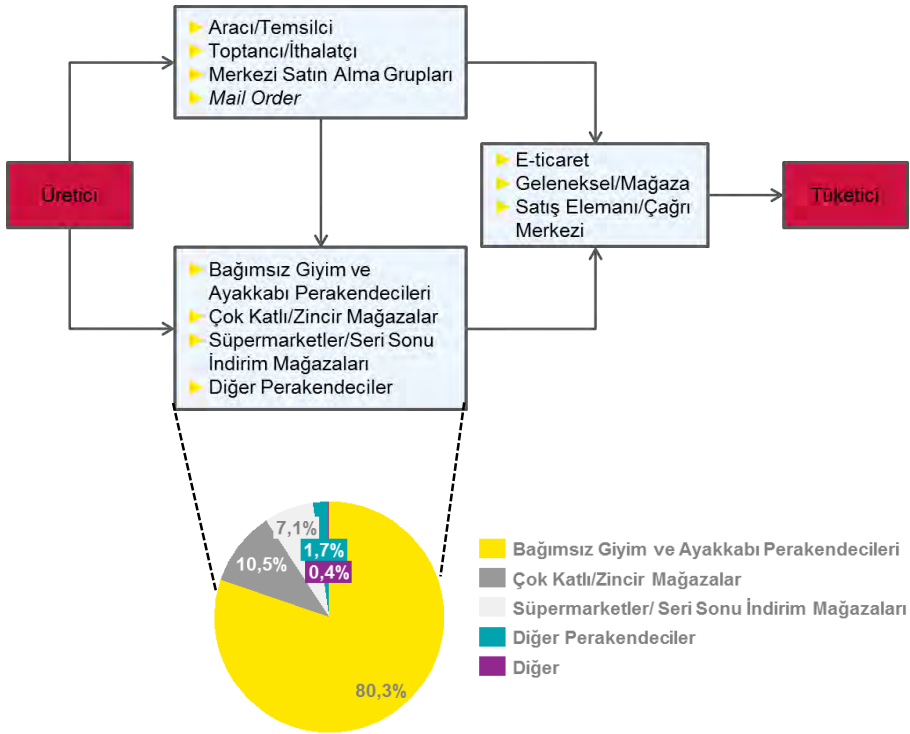 Aracı/Temsilci
Toptancı/İthalatçı
Merkezi Satın Alma Grupları
Mail Order
Üretici
E-ticaret
Geleneksel/Mağaza
Satış Elemanı/Çağrı
Merkezi
Tüketici
Bağımsız Giyim ve
Ayakkabı Perakendecileri
Çok Katlı/Zincir Mağazalar
Süpermarketler/Seri Sonu
İndirim Mağazaları
Diğer Perakendeciler
7,1%
1,7%
10,5%
0,4%
80,3%
Bağımsız Giyim ve Ayakkabı Perakendecileri
Çok Katlı/Zincir Mağazalar
Süpermarketler/ Seri Sonu İndirim Mağazaları
Diğer Perakendeciler
Diğer